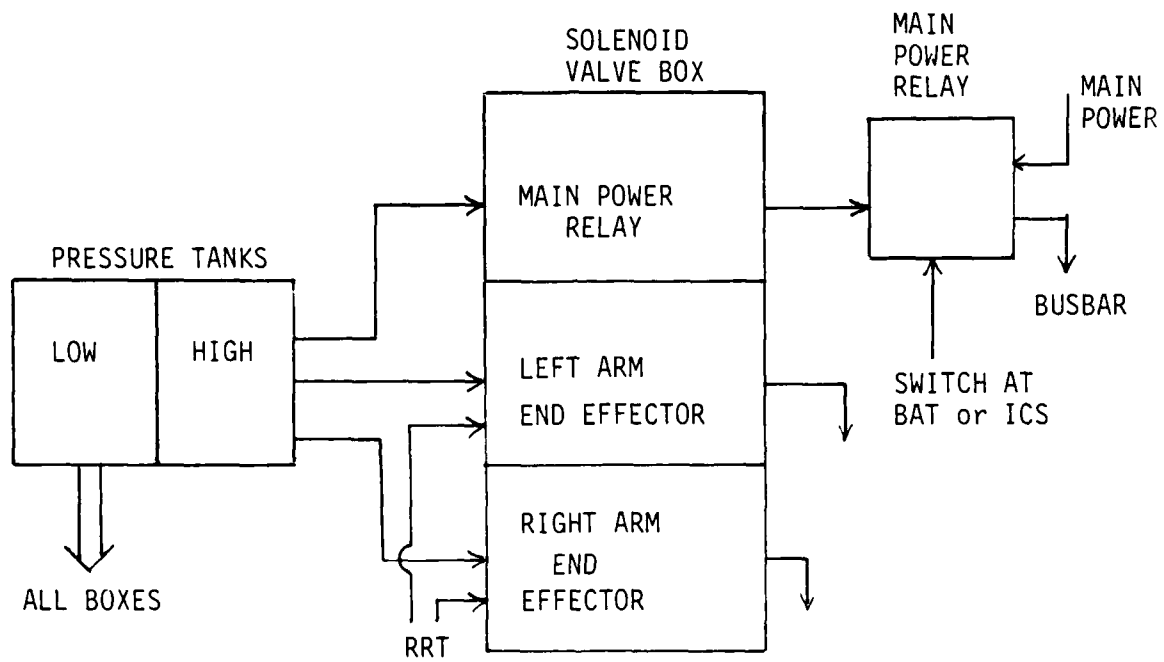 SOLENOID
VALVE BOX
MAIN
POWER
RELAY
MAIN
POWER
MAIN POWER
RELAY
PRESSURE TANKS
LOW
HIGH
BUSBAR
LEFT ARM
END EFFECTOR
SWITCH AT
BAT or ICS
RIGHT ARM
END
EFFECTOR
ALL BOXES
RRT